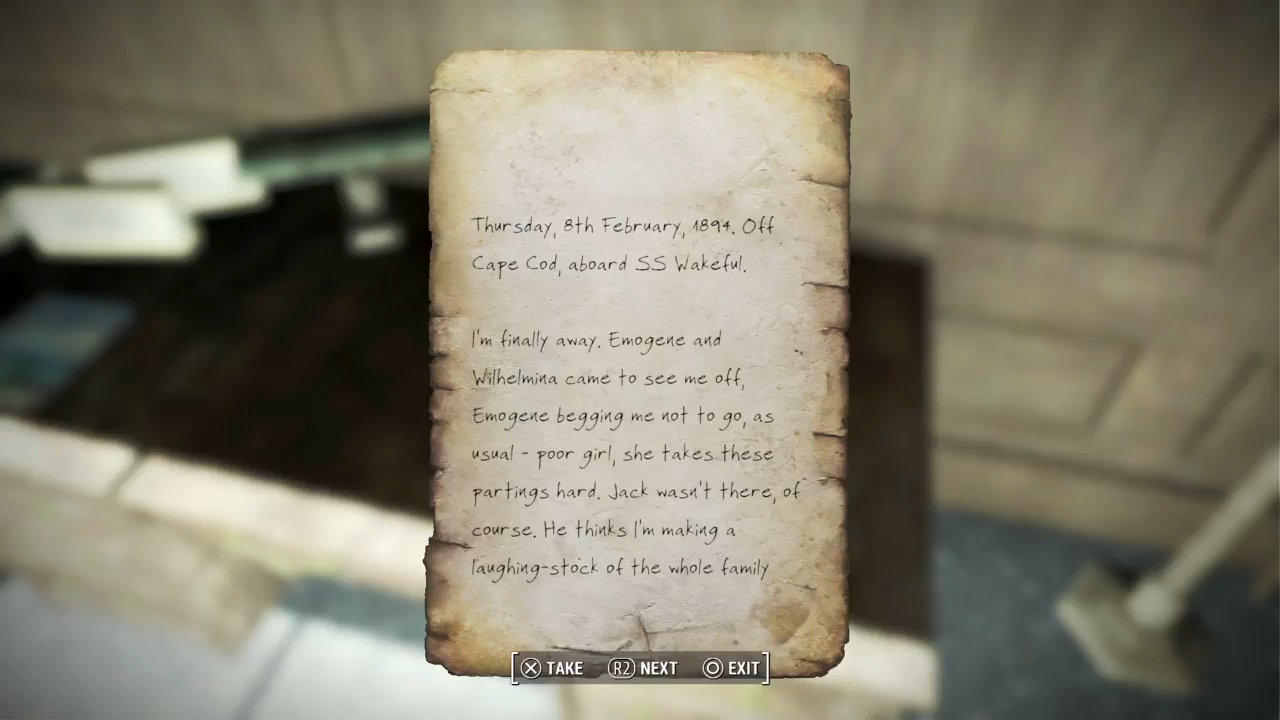 Thursday, 8th February, 1894. Off
Cape Cod, aboard SS Wakeful.
I'm finally away. Emogene and
Wilhelmina came to see me off,
Emogene begging me not to go, as
usual - poor girl, she takes these
partings hard. Jack wasn't there, of
course. He thinks I'm making a
laughing-stock of the whole family
TAKE R2 NEXT EXIT